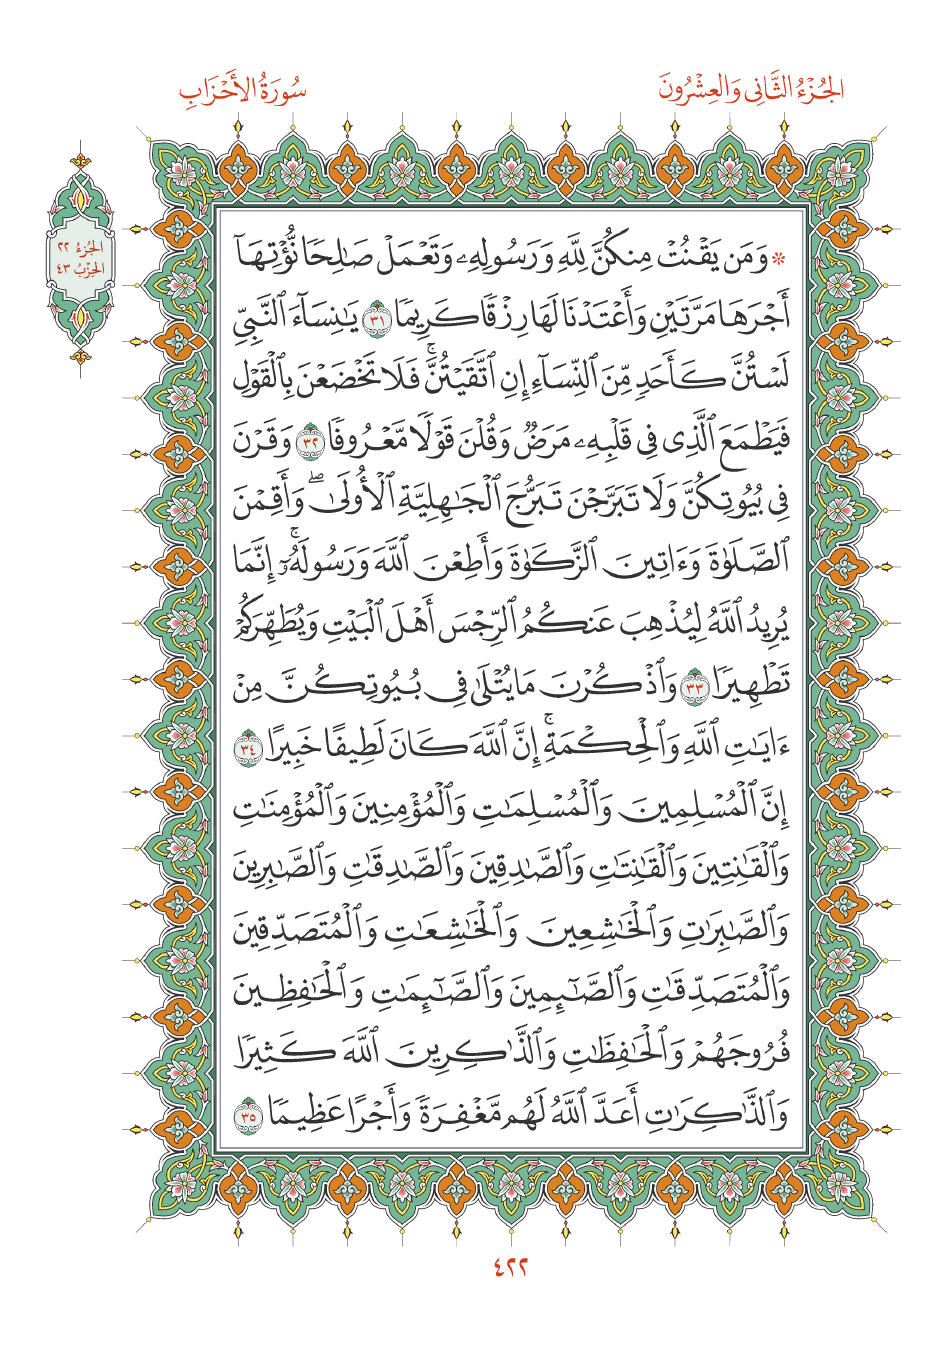 الجُزْءُ الثَّانِي وَالعِشْرُونَ
سُورَةُ الأَحْزَابِ
الجُزءُ ٢٢
الحِزْبُ ٤٣
* وَمَن يَقْنُتْ مِنكُنَّ لِلَّهِ وَرَسُولِهِۦ وَتَعْمَلْ صَٰلِحًا نُّؤْتِهَآ
أَجْرَهَا مَرَّتَيْنِ وَأَعْتَدْنَا لَهَا رِزْقًا كَرِيمًا ٣١ يَٰنِسَآءَ ٱلنَّبِيِّ
لَسْتُنَّ كَأَحَدٍ مِّنَ ٱلنِّسَآءِ إِنِ ٱتَّقَيْتُنَّۚ فَلَا تَخْضَعْنَ بِٱلْقَوْلِ
فَيَطْمَعَ ٱلَّذِى فِى قَلْبِهِۦ مَرَضٌ وَقُلْنَ قَوْلًا مَّعْرُوفًا ٣٢ وَقَرْنَ
فِى بُيُوتِكُنَّ وَلَا تَبَرَّجْنَ تَبَرُّجَ ٱلْجَٰهِلِيَّةِ ٱلْأُولَىٰۖ وَأَقِمْنَ
ٱلصَّلَوٰةَ وَءَاتِينَ ٱلزَّكَوٰةَ وَأَطِعْنَ ٱللَّهَ وَرَسُولَهُۥٓۚ إِنَّمَا
يُرِيدُ ٱللَّهُ لِيُذْهِبَ عَنكُمُ ٱلرِّجْسَ أَهْلَ ٱلْبَيْتِ وَيُطَهِّرَكُمْ
تَطْهِيرًا ٣٣ وَٱذْكُرْنَ مَا يُتْلَىٰ فِى بُيُوتِكُنَّ مِنْ
ءَايَٰتِ ٱللَّهِ وَٱلْحِكْمَةِۚ إِنَّ ٱللَّهَ كَانَ لَطِيفًا خَبِيرًا ٣٤
إِنَّ ٱلْمُسْلِمِينَ وَٱلْمُسْلِمَٰتِ وَٱلْمُؤْمِنِينَ وَٱلْمُؤْمِنَٰتِ
وَٱلْقَٰنِتِينَ وَٱلْقَٰنِتَٰتِ وَٱلصَّٰدِقِينَ وَٱلصَّٰدِقَٰتِ وَٱلصَّٰبِرِينَ
وَٱلصَّٰبِرَٰتِ وَٱلْخَٰشِعِينَ وَٱلْخَٰشِعَٰتِ وَٱلْمُتَصَدِّقِينَ
وَٱلْمُتَصَدِّقَٰتِ وَٱلصَّٰٓئِمِينَ وَٱلصَّٰٓئِمَٰتِ وَٱلْحَٰفِظِينَ
فُرُوجَهُمْ وَٱلْحَٰفِظَٰتِ وَٱلذَّٰكِرِينَ ٱللَّهَ كَثِيرًا
وَٱلذَّٰكِرَٰتِ أَعَدَّ ٱللَّهُ لَهُم مَّغْفِرَةً وَأَجْرًا عَظِيمًا ٣٥
٤٢٢